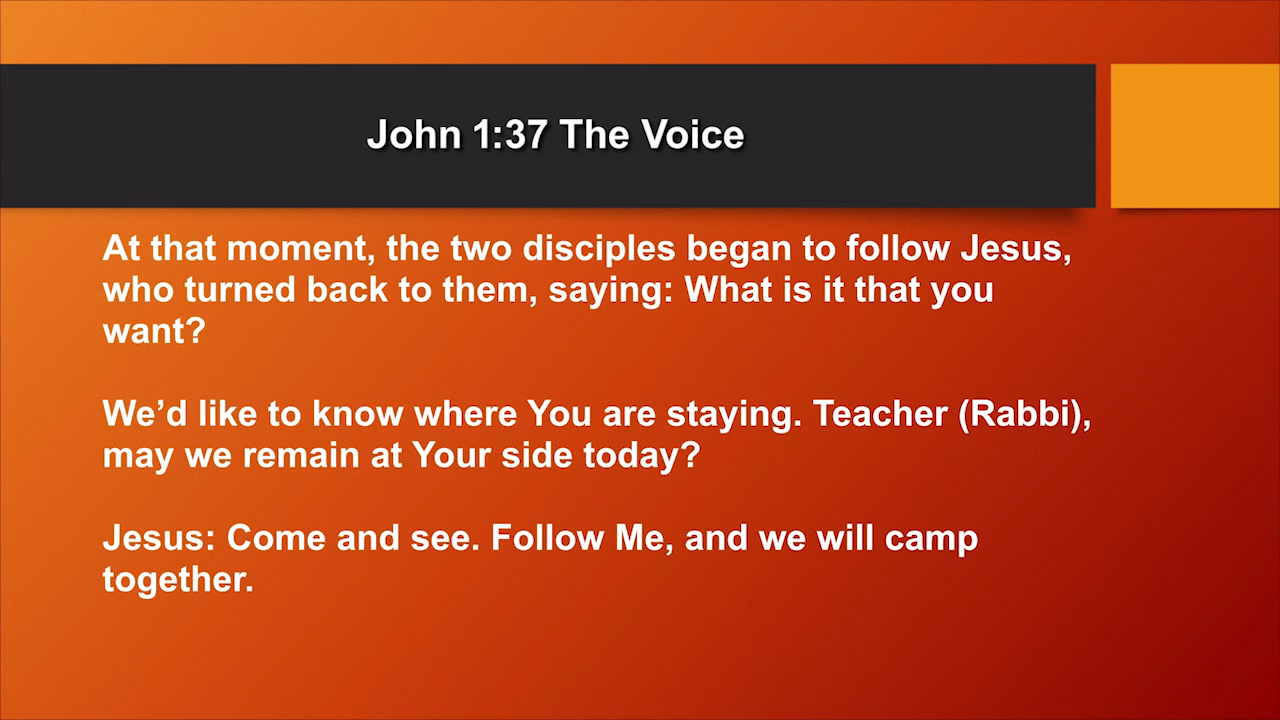 John 1:37 The Voice
At that moment, the two disciples began to follow Jesus,
who turned back to them, saying: What is it that you
want?
We’d like to know where You are staying. Teacher (Rabbi),
may we remain at Your side today?
Jesus: Come and see. Follow Me, and we will camp
together.